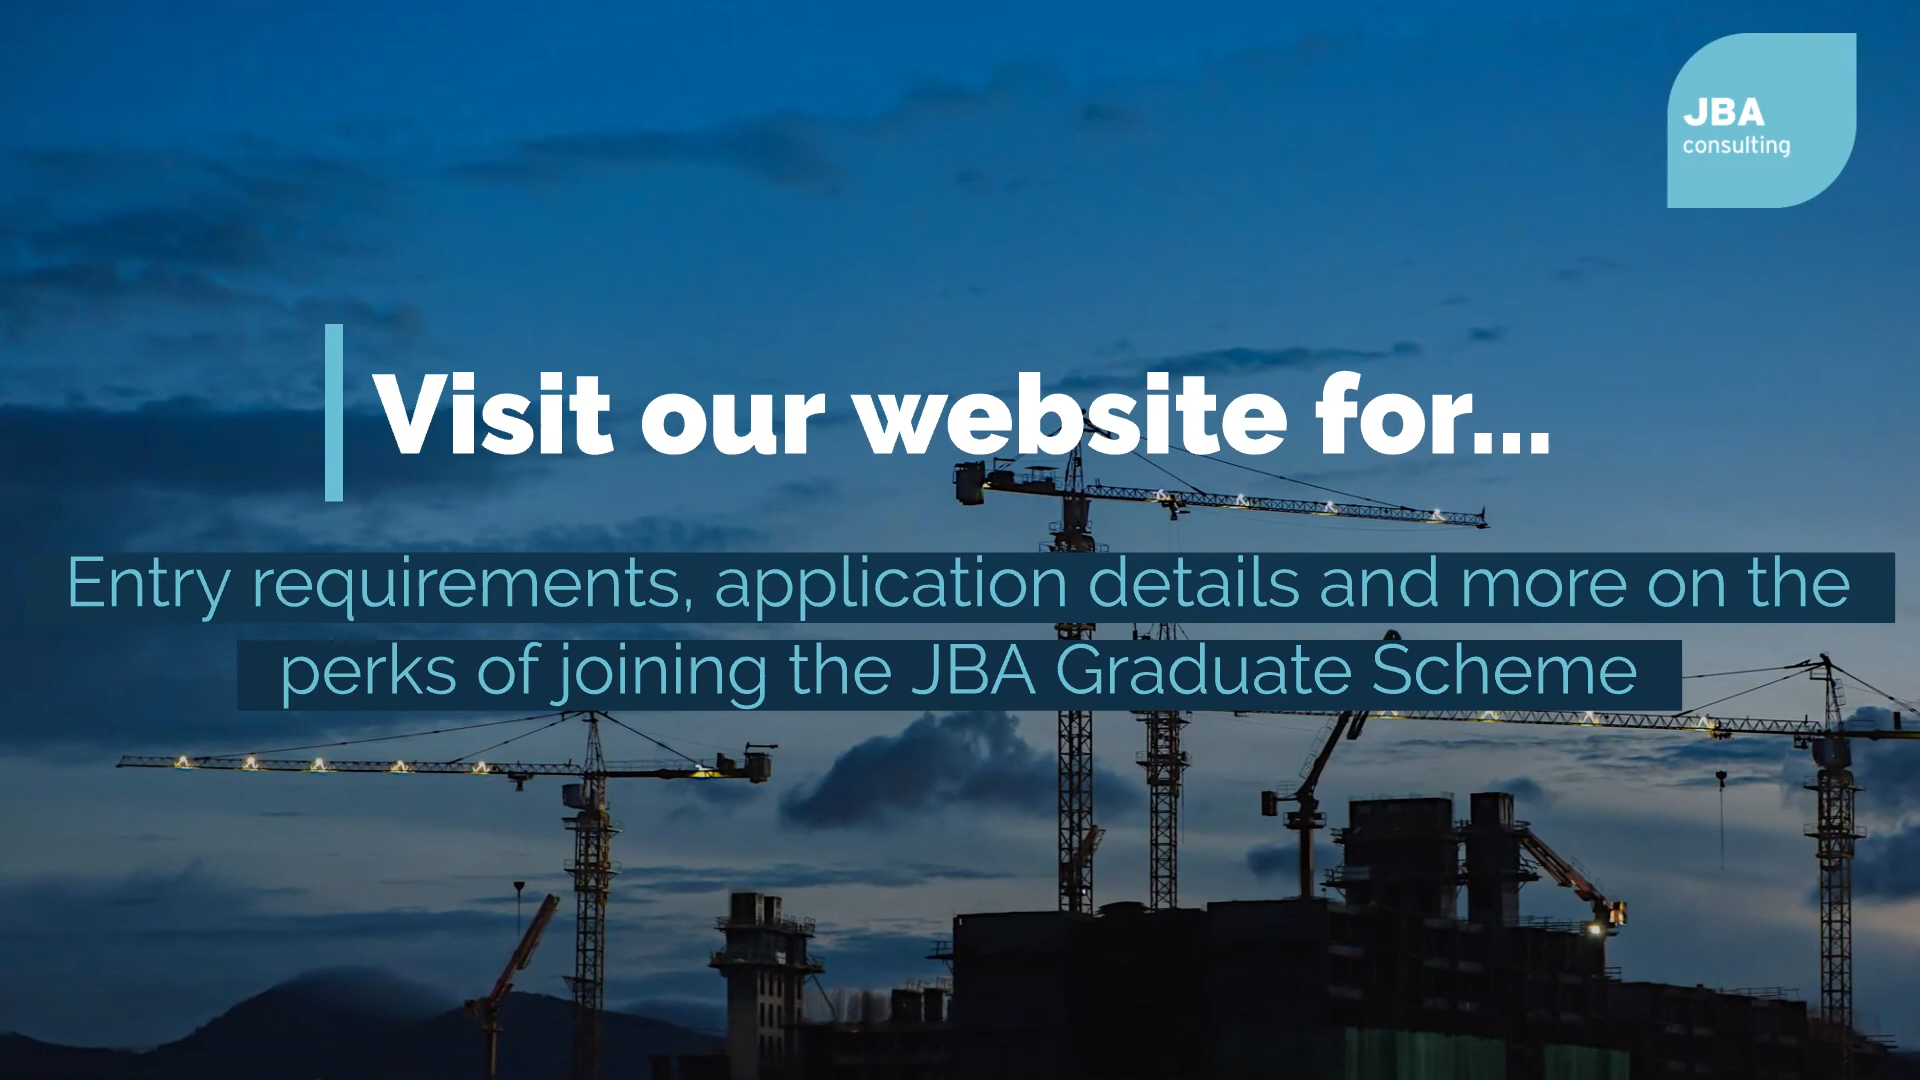 JBA
consulting
Visit our website for...
Entry requirements, application details and more on the
perks of joining the JBA Graduate Scheme